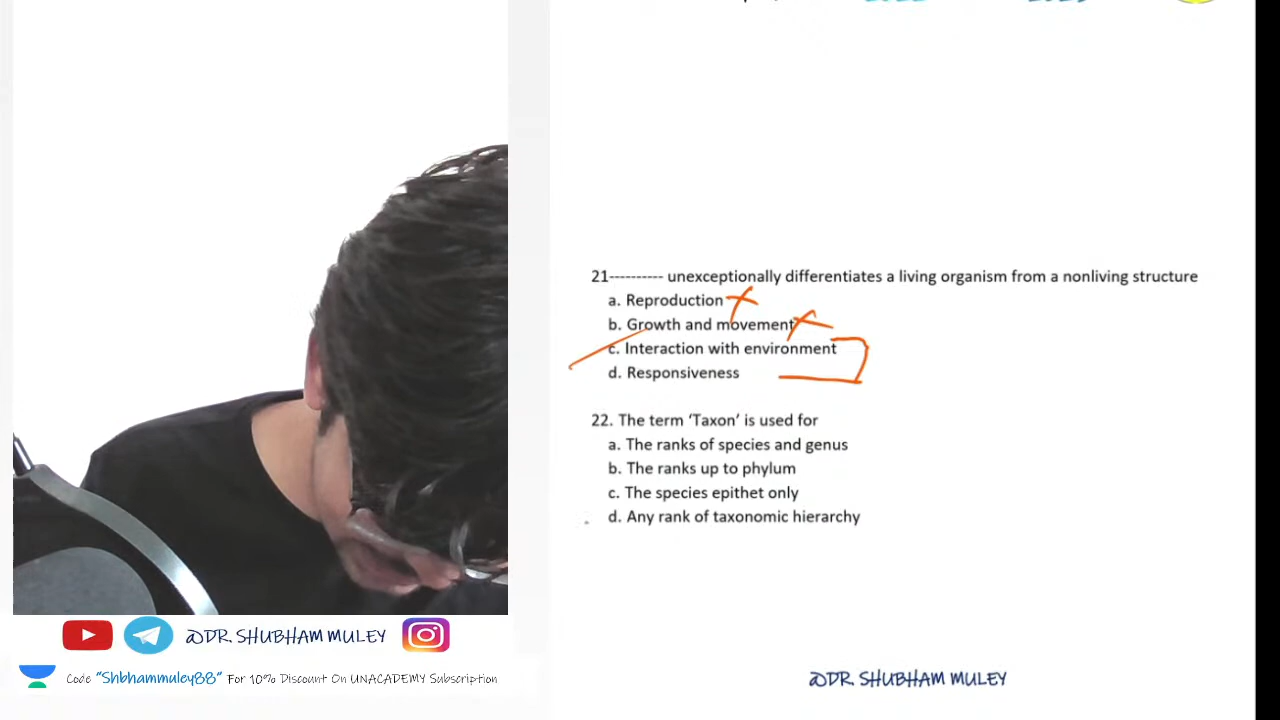 21---------- unexceptionally differentiates a living organism from a nonliving structure
a. Reproduction
b. Growth and movement
c. Interaction with environment
d. Responsiveness
22. The term ‘Taxon’ is used for
a. The ranks of species and genus
b. The ranks up to phylum
c. The species epithet only
d. Any rank of taxonomic hierarchy
@DR. SHUBHAM MULEY
Code "Shbhammuley88" For 10% Discount On UNACADEMY Subscription
@DR. SHUBHAM MULEY